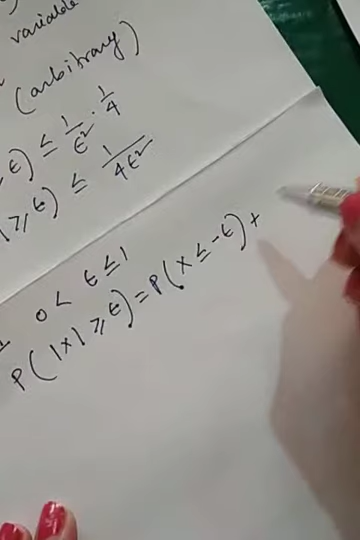 variable
(arbitrary)
ε) ≤ 1/ε² · 1/4
|≥ ε) ≤ 1/4ε²
0 < ε ≤ 1
P(|X| ≥ ε) = P(X ≤ -ε) +